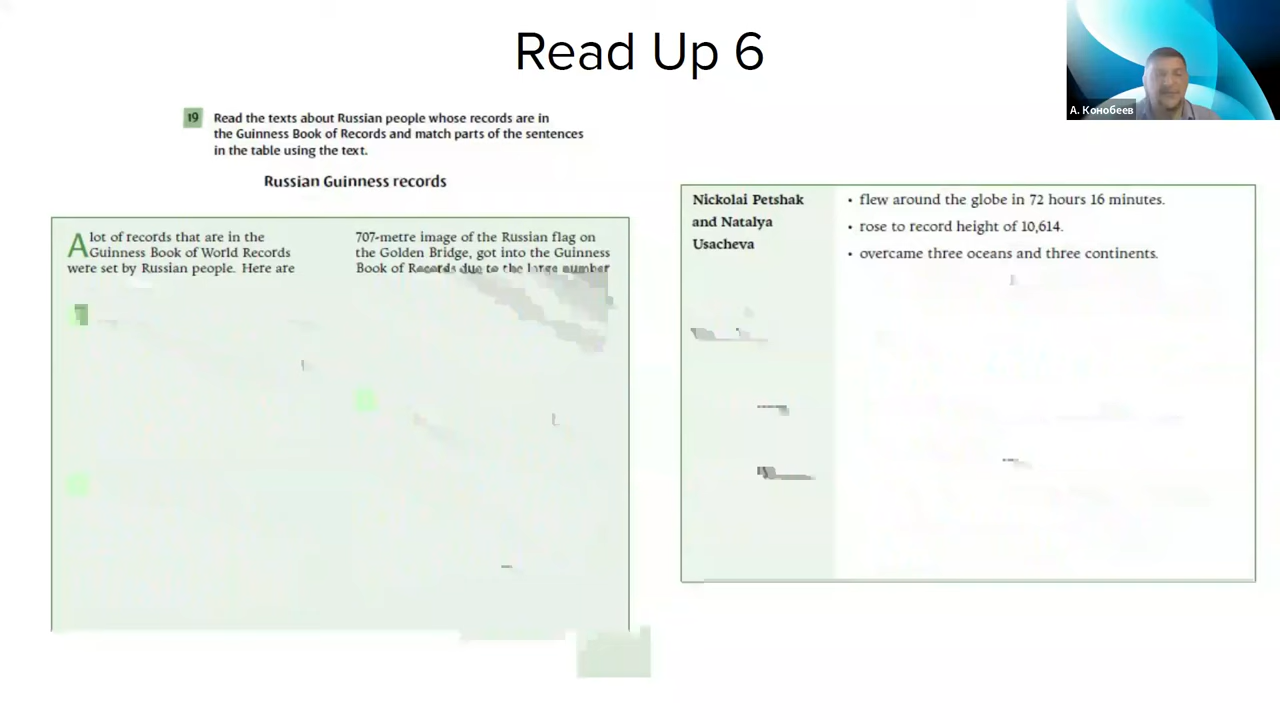 Read Up 6
А. Конобеев
19 Read the texts about Russian people whose records are in
the Guinness Book of Records and match parts of the sentences
in the table using the text.
Russian Guinness records
A lot of records that are in the
Guinness Book of World Records
were set by Russian people. Here are
707-metre image of the Russian flag on
the Golden Bridge, got into the Guinness
Book of Records due to the large number
Nickolai Petshak
and Natalya
Usacheva
• flew around the globe in 72 hours 16 minutes.
• rose to record height of 10,614.
• overcame three oceans and three continents.